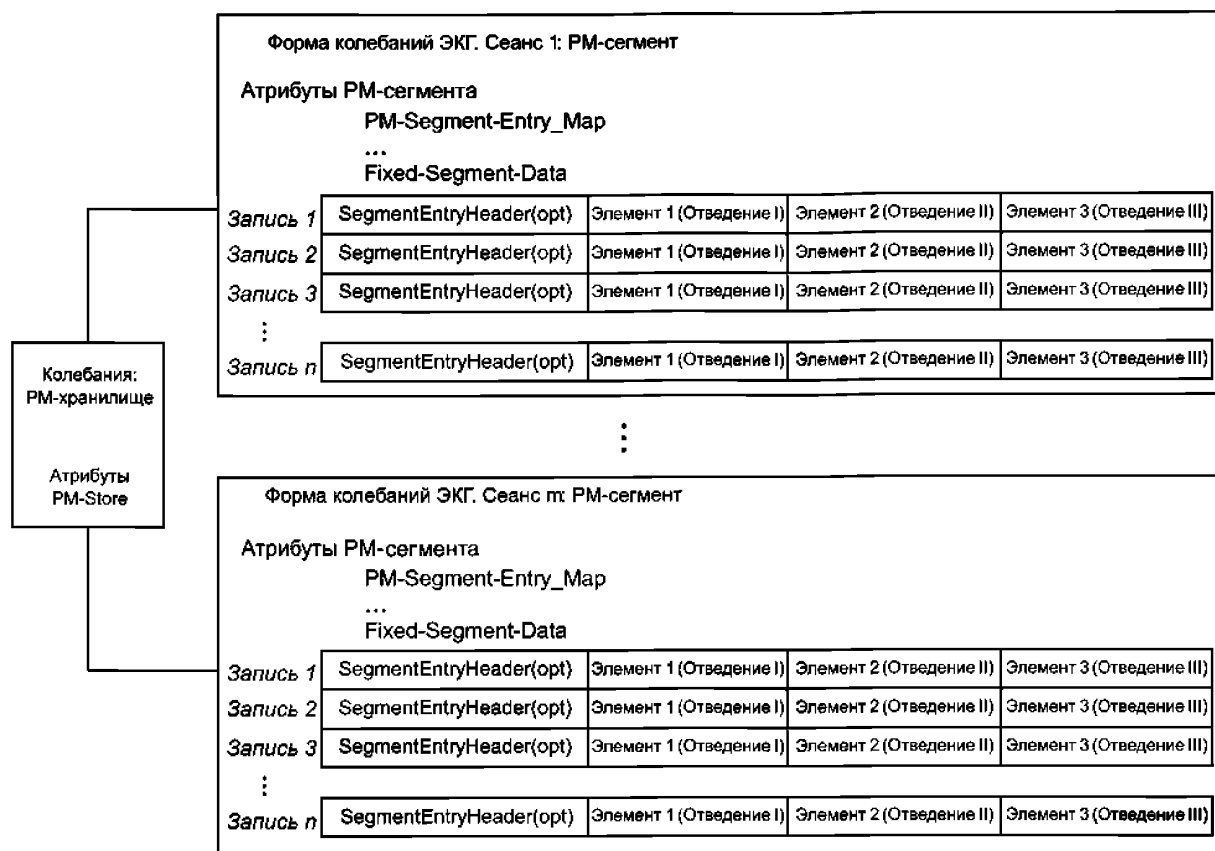 Форма колебаний ЭКГ. Сеанс 1: РМ-сегмент
Атрибуты РМ-сегмента
PM-Segment-Entry_Map
...
Fixed-Segment-Data
Запись 1 SegmentEntryHeader(opt) Элемент 1 (Отведение I) Элемент 2 (Отведение II) Элемент 3 (Отведение III)
Запись 2 SegmentEntryHeader(opt) Элемент 1 (Отведение I) Элемент 2 (Отведение II) Элемент 3 (Отведение III)
Запись 3 SegmentEntryHeader(opt) Элемент 1 (Отведение I) Элемент 2 (Отведение II) Элемент 3 (Отведение III)
⋮
Запись n SegmentEntryHeader(opt) Элемент 1 (Отведение I) Элемент 2 (Отведение II) Элемент 3 (Отведение III)
Колебания:
РМ-хранилище
Атрибуты
PM-Store
⋮
Форма колебаний ЭКГ. Сеанс m: РМ-сегмент
Атрибуты РМ-сегмента
PM-Segment-Entry_Map
...
Fixed-Segment-Data
Запись 1 SegmentEntryHeader(opt) Элемент 1 (Отведение I) Элемент 2 (Отведение II) Элемент 3 (Отведение III)
Запись 2 SegmentEntryHeader(opt) Элемент 1 (Отведение I) Элемент 2 (Отведение II) Элемент 3 (Отведение III)
Запись 3 SegmentEntryHeader(opt) Элемент 1 (Отведение I) Элемент 2 (Отведение II) Элемент 3 (Отведение III)
⋮
Запись n SegmentEntryHeader(opt) Элемент 1 (Отведение I) Элемент 2 (Отведение II) Элемент 3 (Отведение III)